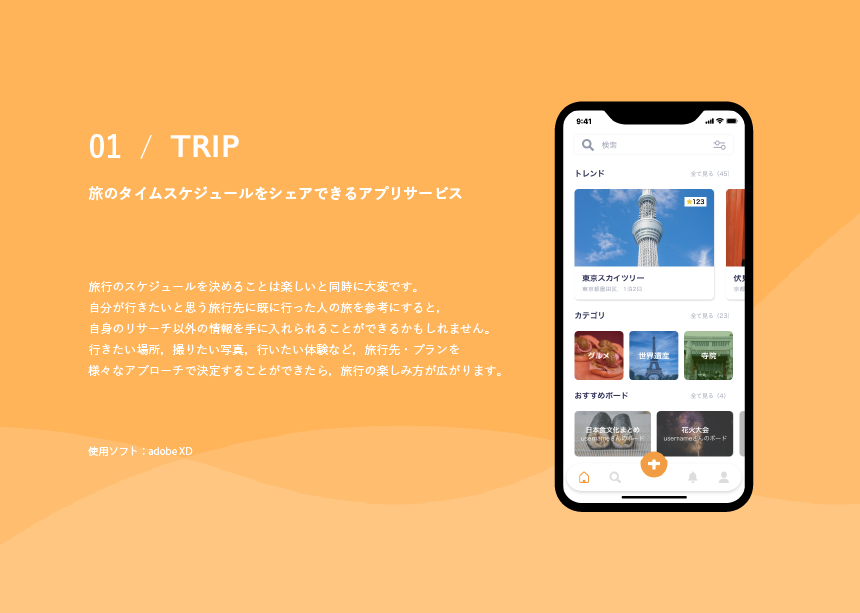 01 / TRIP
旅のタイムスケジュールをシェアできるアプリサービス
旅行のスケジュールを決めることは楽しいと同時に大変です。
自分が行きたいと思う旅行先に既に行った人の旅を参考にすると,
自身のリサーチ以外の情報を手に入れられることができるかもしれません。
行きたい場所，撮りたい写真，行いたい体験など，旅行先・プランを
様々なアプローチで決定することができたら，旅行の楽しみ方が広がります。
使用ソフト：adobe XD
9:41
検索
トレンド 全て見る（45）
★123
東京スカイツリー 伏
東京都墨田区 1泊2日
カテゴリ 全て見る（23）
グルメ 世界遺産 寺院
おすすめボード 全て見る（4）
日本食文化まとめ 花火大会
usernameさんのボード usernameさんのボード